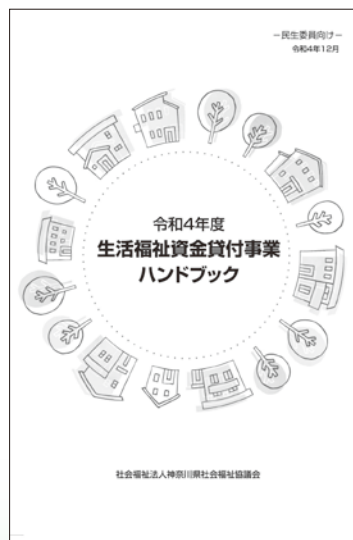 −民生委員向け−
令和4年12月
令和4年度
生活福祉資金貸付事業
ハンドブック
社会福祉法人神奈川県社会福祉協議会